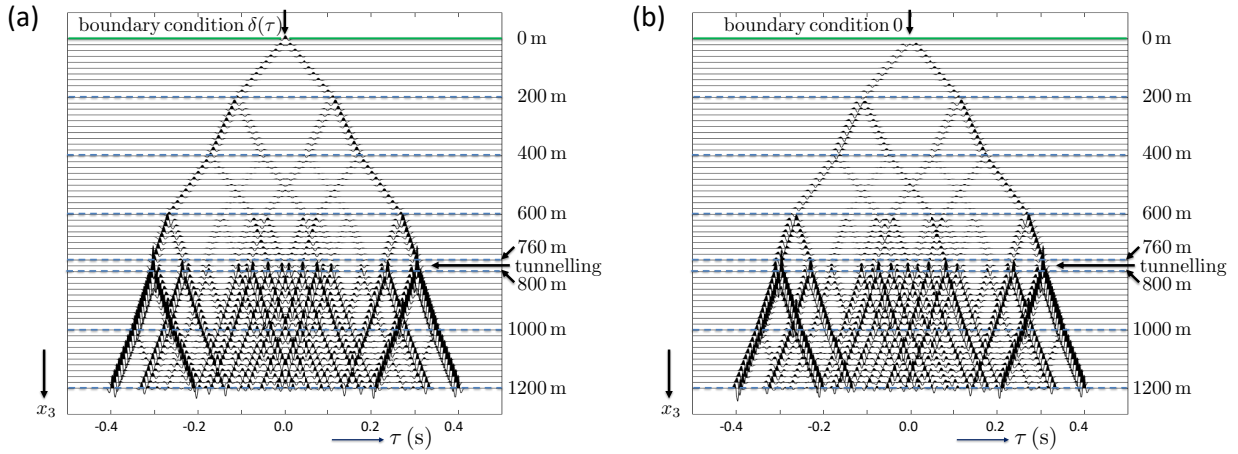 (a)
boundary condition δ(τ)
0 m
200 m
400 m
600 m
760 m
tunnelling
800 m
1000 m
1200 m
x₃
-0.4 -0.2 0.0 0.2 0.4
τ (s)
(b)
boundary condition 0
0 m
200 m
400 m
600 m
760 m
tunnelling
800 m
1000 m
1200 m
x₃
-0.4 -0.2 0.0 0.2 0.4
τ (s)